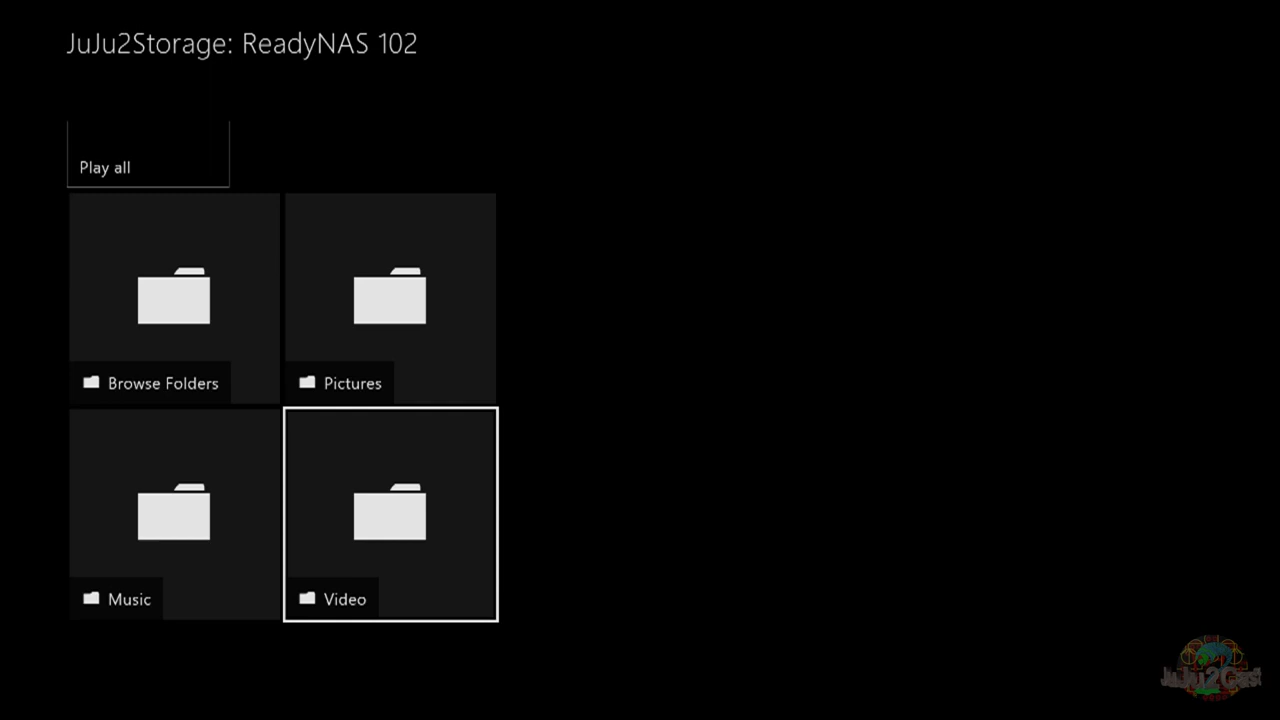 JuJu2Storage: ReadyNAS 102
Play all
Browse Folders
Pictures
Music
Video
JuJu2Cast